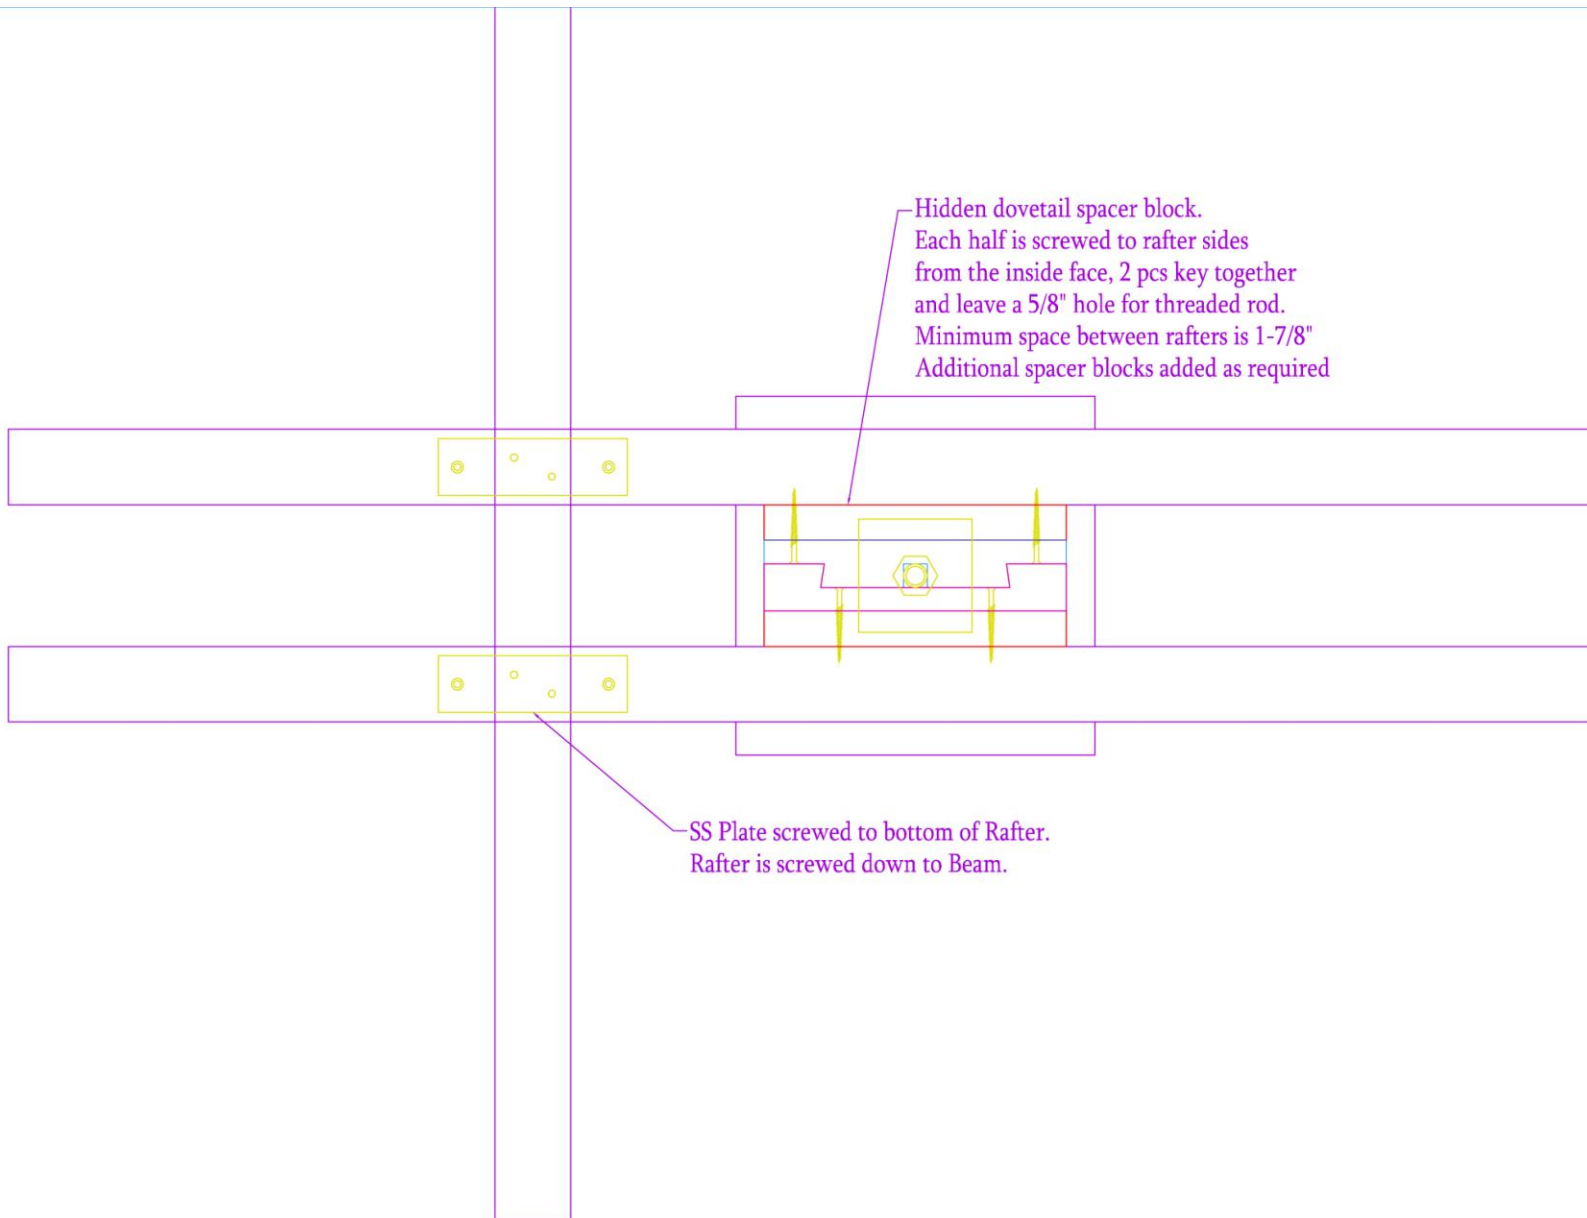 Hidden dovetail spacer block.
Each half is screwed to rafter sides
from the inside face, 2 pcs key together
and leave a 5/8" hole for threaded rod.
Minimum space between rafters is 1-7/8"
Additional spacer blocks added as required
SS Plate screwed to bottom of Rafter.
Rafter is screwed down to Beam.